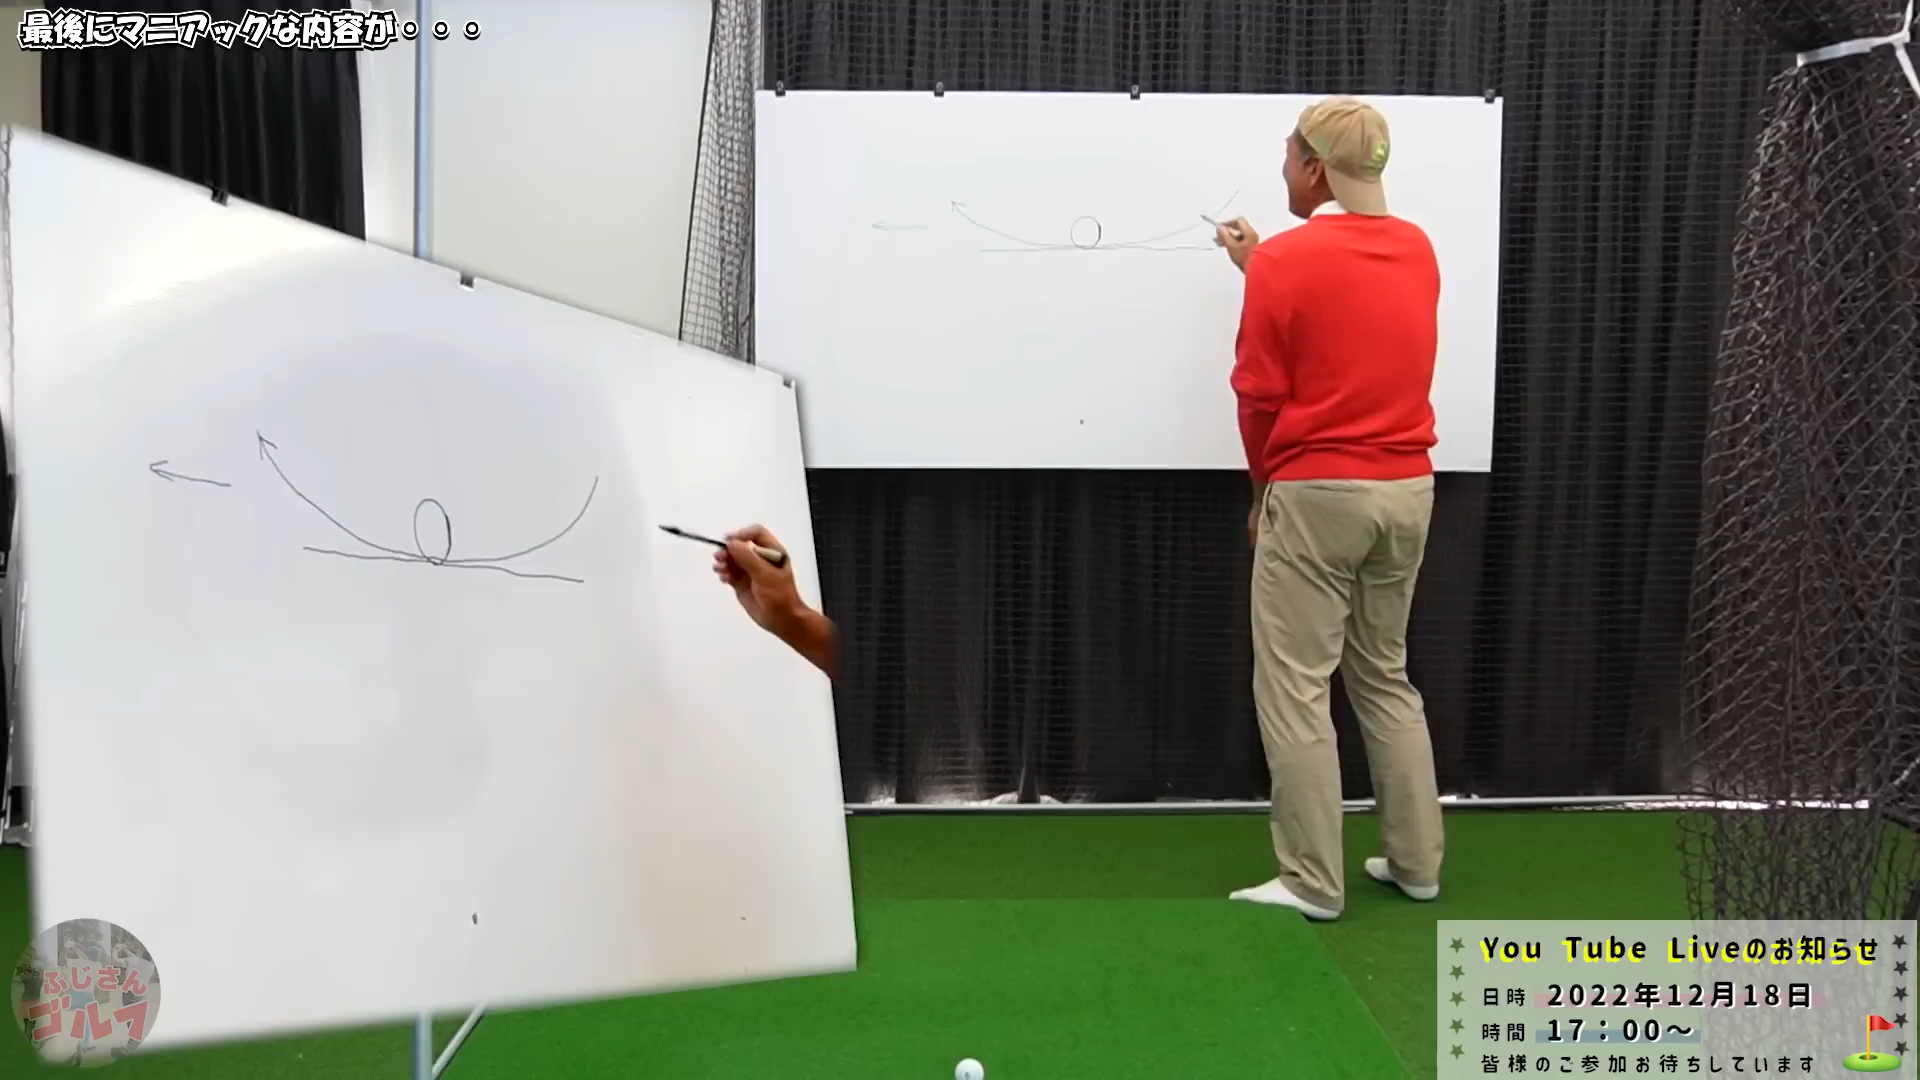 最後にマニアックな内容が・・・
ふじさん
ゴルフ
You Tube Liveのお知らせ
日時 2022年12月18日
時間 17：00～
皆様のご参加お待ちしています